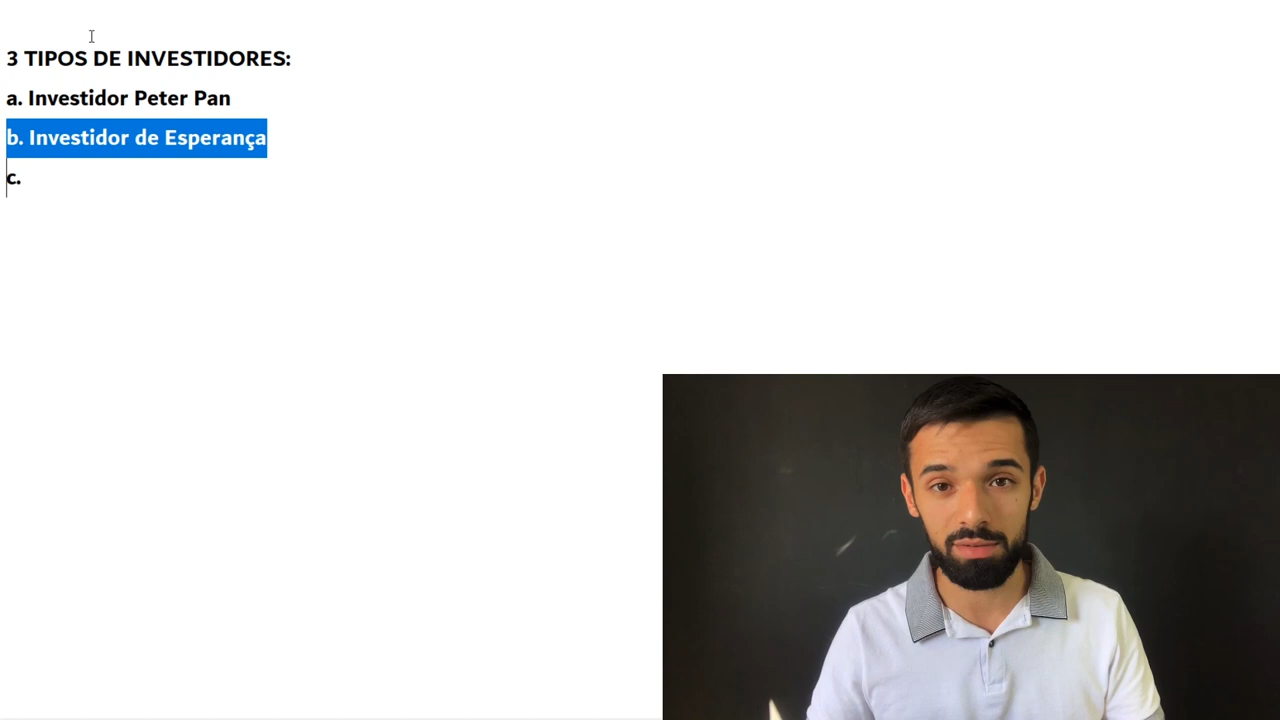 3 TIPOS DE INVESTIDORES:
a. Investidor Peter Pan
b. Investidor de Esperança
c.